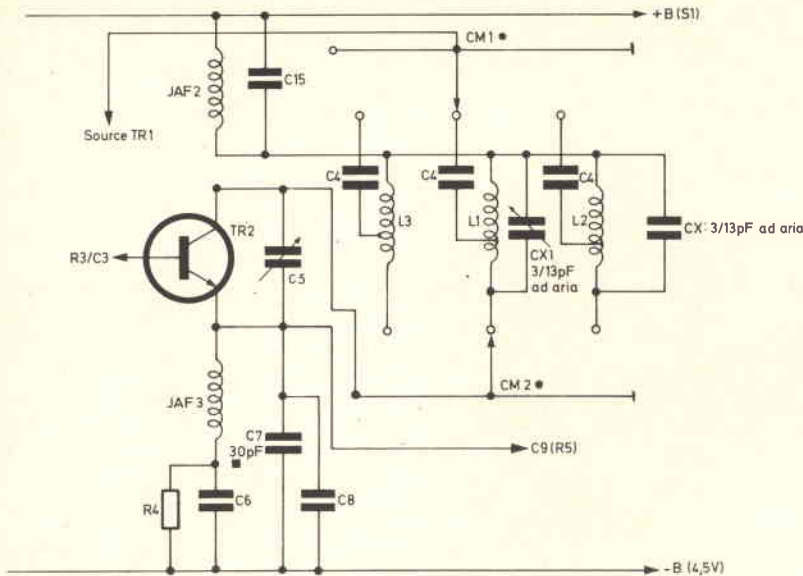 +B (S1)
CM 1 ●
JAF 2
C15
Source TR1
C4
C4
C4
L3
L1
L2
CX: 3/13pF ad aria
TR2
R3/C3
C5
CX1
3/13pF
ad aria
JAF 3
CM 2 ●
C7
30pF
C9 (R5)
R4
C6
C8
-B (4,5V)